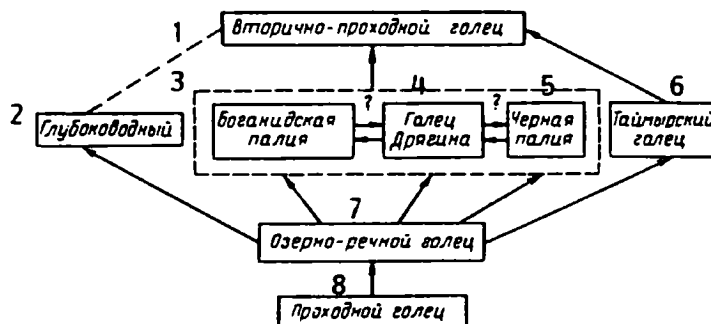 1
Вторично-проходной голец
3
4
5
6
2
Глубоководный
Боганидская
палия
?
Голец
Дрягина
?
Черная
палия
Таймырский
голец
7
Озерно-речной голец
8
Проходной голец